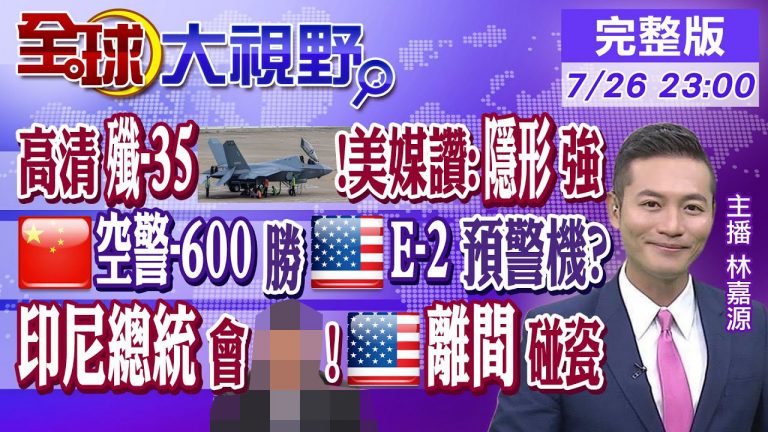 全球大視野
完整版
7/26 23:00
高清 殲-35 !美媒讚:隱形 強
空警-600 勝 E-2 預警機?
印尼總統 會 ! 離間 碰瓷
主播 林嘉源